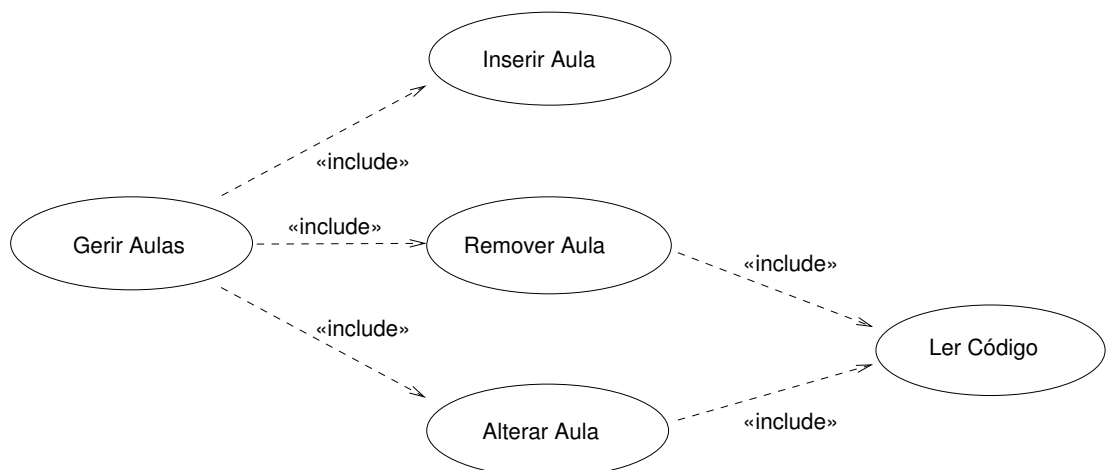 Inserir Aula
«include»
Gerir Aulas
«include»
Remover Aula
«include»
«include»
Ler Código
Alterar Aula
«include»